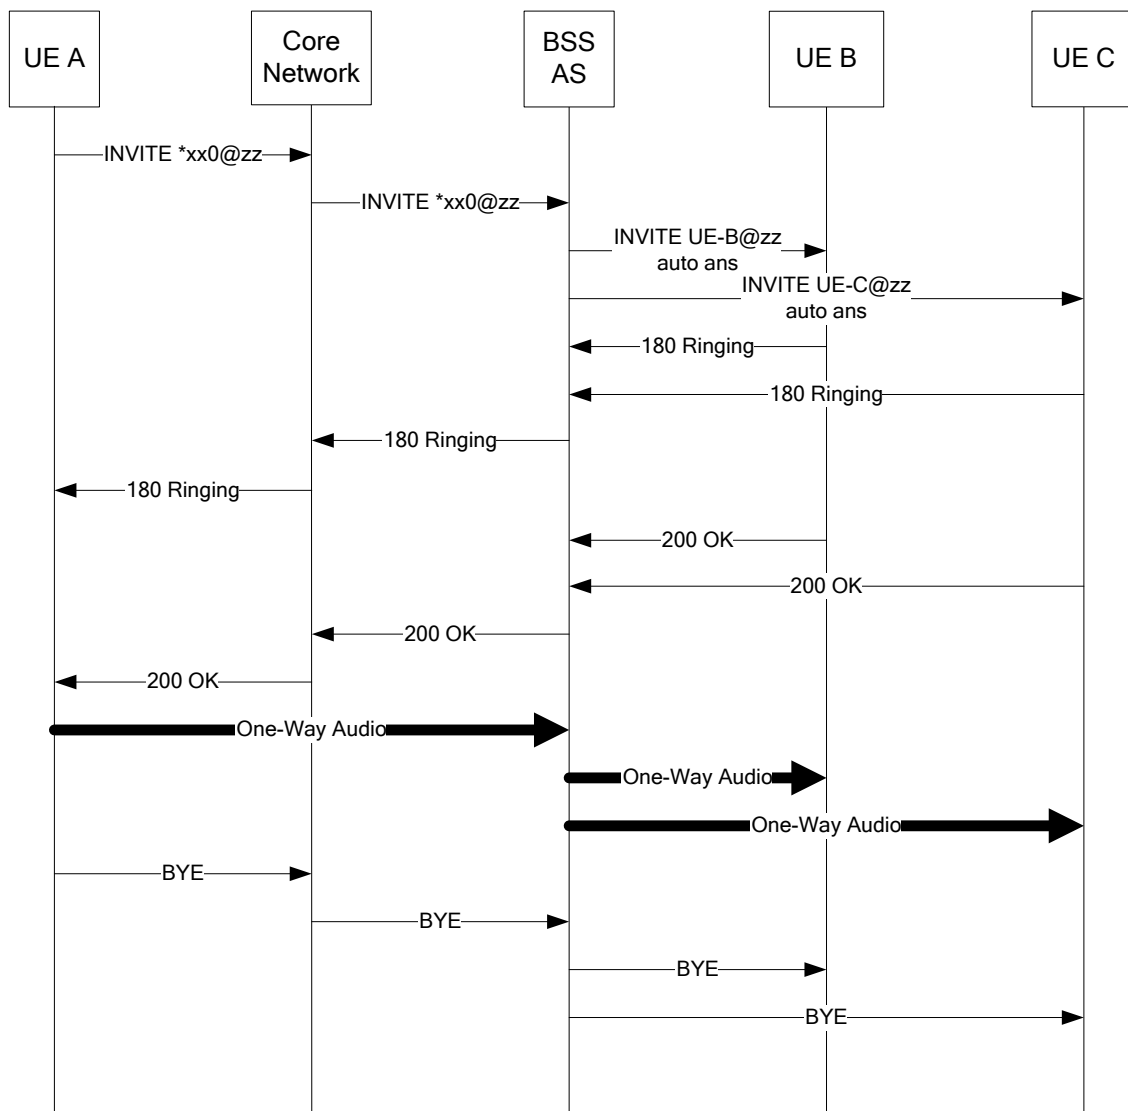 UE A
Core
Network
BSS
AS
UE B
UE C
INVITE *xx0@zz
INVITE *xx0@zz
INVITE UE-B@zz
auto ans
INVITE UE-C@zz
auto ans
180 Ringing
180 Ringing
180 Ringing
180 Ringing
200 OK
200 OK
200 OK
200 OK
One-Way Audio
One-Way Audio
One-Way Audio
BYE
BYE
BYE
BYE